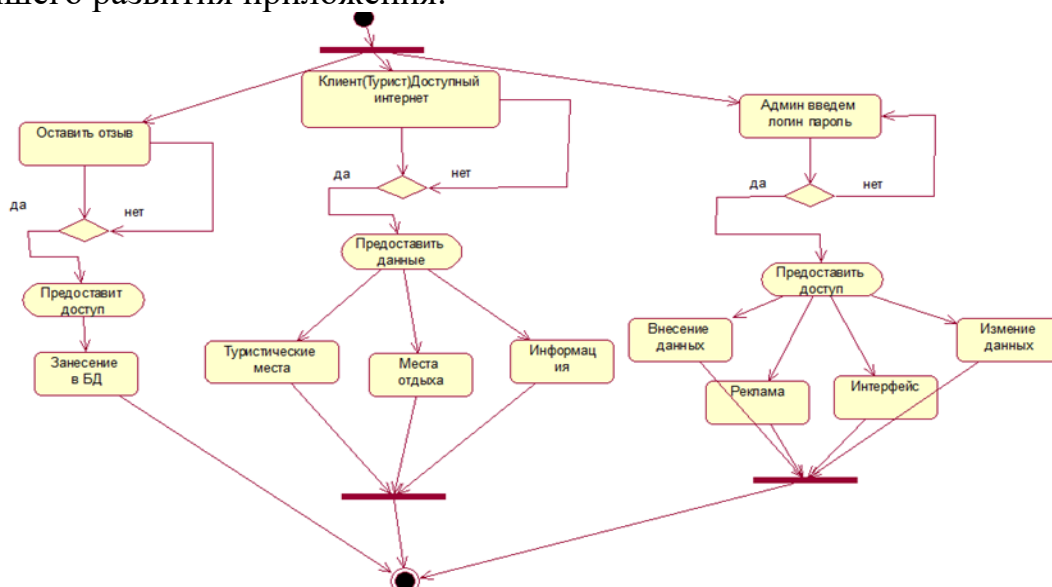 шего развития приложения.
Клиент(Турист)Доступный
интернет
Админ введем
логин пароль
Оставить отзыв
да
нет
да
нет
да
нет
Предоставить
данные
Предоставить
доступ
Предоставит
доступ
Внесение
данных
Измение
данных
Туристические
места
Места
отдыха
Информац
ия
Занесение
в БД
Реклама
Интерфейс